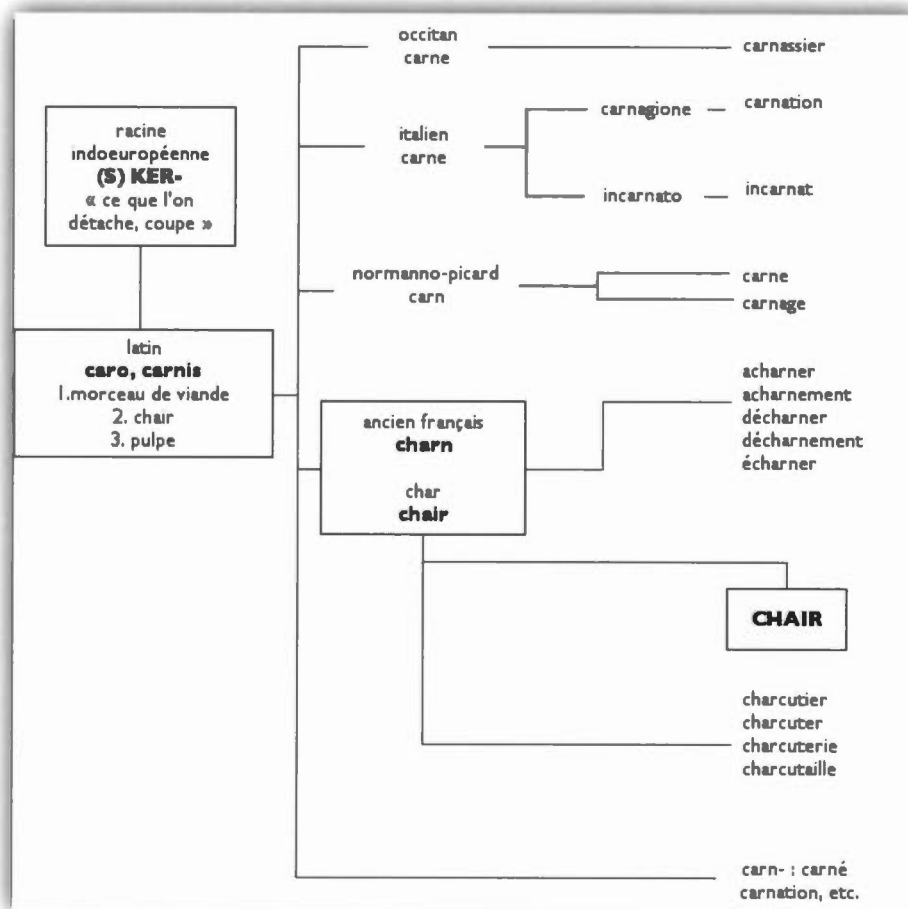 occitan
carne
carnassier
racine
indoeuropéenne
(S) KER-
« ce que l'on
détache, coupe »
italien
carne
carnagione
carnation
incarnato
incarnat
normanno-picard
carn
carne
carnage
latin
caro, carnis
1.morceau de viande
2. chair
3. pulpe
ancien français
charn
char
chair
acharner
acharnement
décharner
décharnement
écharner
CHAIR
charcutier
charcuter
charcuterie
charcutaille
carn- : carné
carnation, etc.